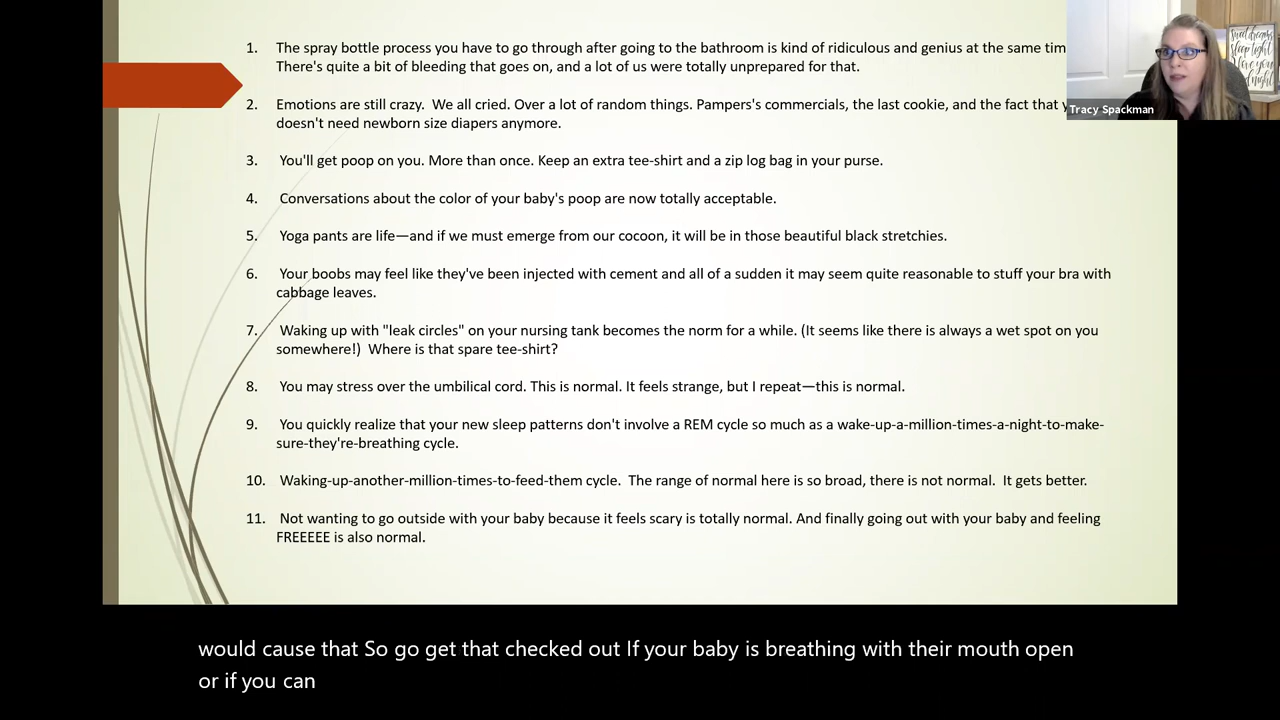 1. The spray bottle process you have to go through after going to the bathroom is kind of ridiculous and genius at the same
There's quite a bit of bleeding that goes on, and a lot of us were totally unprepared for that.
2. Emotions are still crazy. We all cried. Over a lot of random things. Pampers's commercials, the last cookie, and the fact that
doesn't need newborn size diapers anymore.
3. You'll get poop on you. More than once. Keep an extra tee-shirt and a zip log bag in your purse.
4. Conversations about the color of your baby's poop are now totally acceptable.
5. Yoga pants are life—and if we must emerge from our cocoon, it will be in those beautiful black stretchies.
6. Your boobs may feel like they've been injected with cement and all of a sudden it may seem quite reasonable to stuff your bra with
cabbage leaves.
7. Waking up with "leak circles" on your nursing tank becomes the norm for a while. (It seems like there is always a wet spot on you
somewhere!) Where is that spare tee-shirt?
8. You may stress over the umbilical cord. This is normal. It feels strange, but I repeat—this is normal.
9. You quickly realize that your new sleep patterns don't involve a REM cycle so much as a wake-up-a-million-times-a-night-to-make-
sure-they're-breathing cycle.
10. Waking-up-another-million-times-to-feed-them cycle. The range of normal here is so broad, there is not normal. It gets better.
11. Not wanting to go outside with your baby because it feels scary is totally normal. And finally going out with your baby and feeling
FREEEEE is also normal.
Tracy Spackman
would cause that So go get that checked out If your baby is breathing with their mouth open
or if you can